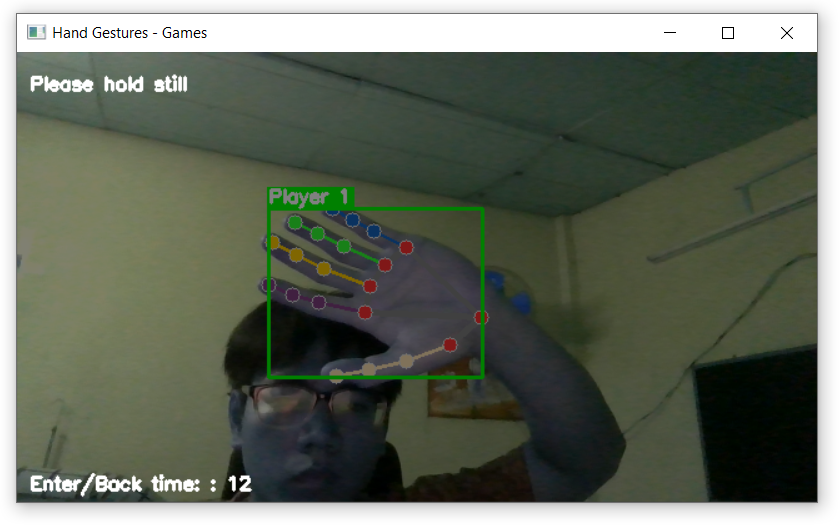 Hand Gestures - Games
Please hold still
Player 1
Enter/Back time: : 12